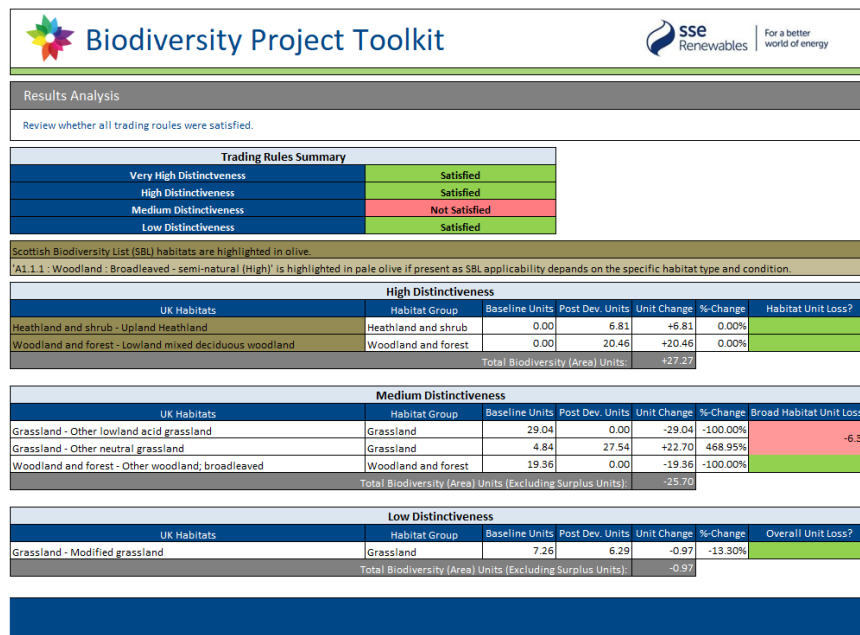 Biodiversity Project Toolkit
sse
Renewables
For a better
world of energy
Results Analysis
Review whether all trading roules were satisfied.
Trading Rules Summary
Very High Distinctveness Satisfied
High Distinctiveness Satisfied
Medium Distinctiveness Not Satisfied
Low Distinctiveness Satisfied
Scottish Biodiversity List (SBL) habitats are highlighted in olive.
'A1.1.1 : Woodland : Broadleaved - semi-natural (High)' is highlighted in pale olive if present as SBL applicability depands on the specific habitat type and condition.
High Distinctiveness
UK Habitats Habitat Group Baseline Units Post Dev. Units Unit Change %-Change Habitat Unit Loss?
Heathland and shrub - Upland Heathland Heathland and shrub 0.00 6.81 +6.81 0.00%
Woodland and forest - Lowland mixed deciduous woodland Woodland and forest 0.00 20.46 +20.46 0.00%
Total Biodiversity (Area) Units: +27.27
Medium Distinctiveness
UK Habitats Habitat Group Baseline Units Post Dev. Units Unit Change %-Change Broad Habitat Unit Loss
Grassland - Other lowland acid grassland Grassland 29.04 0.00 -29.04 -100.00%
-6.3
Grassland - Other neutral grassland Grassland 4.84 27.54 +22.70 468.95%
Woodland and forest - Other woodland; broadleaved Woodland and forest 19.36 0.00 -19.36 -100.00%
Total Biodiversity (Area) Units (Excluding Surplus Units): -25.70
Low Distinctiveness
UK Habitats Habitat Group Baseline Units Post Dev. Units Unit Change %-Change Overall Unit Loss?
Grassland - Modified grassland Grassland 7.26 6.29 -0.97 -13.30%
Total Biodiversity (Area) Units (Excluding Surplus Units): -0.97